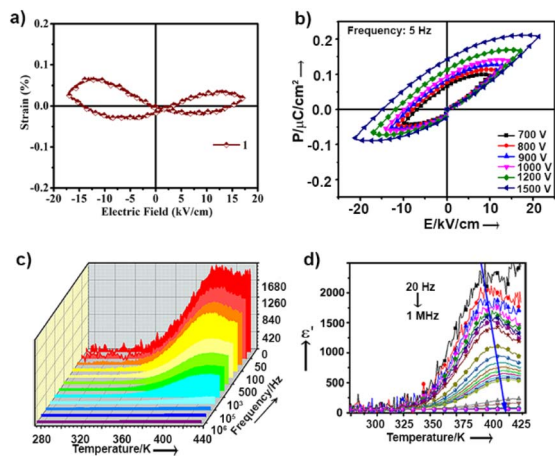 a)
0.2
0.1
0.0
-0.1
-0.2
Strain (%)
1
-20 -15 -10 -5 0 5 10 15 20
Electric Field (kV/cm)
b)
Frequency: 5 Hz
0.2
0.1
0.0
-0.1
P/μC/cm²
700 V
800 V
900 V
1000 V
1200 V
1500 V
-20 -10 0 10 20
E/kV/cm
c)
1680
1260
840
420
0
50
100
500
10³
10⁵
10⁶
Frequency/Hz
280 320 360 400 440
Temperature/K
d)
20 Hz
1 MHz
2500
2000
1500
1000
500
0
300 325 350 375 400 425
Temperature/K